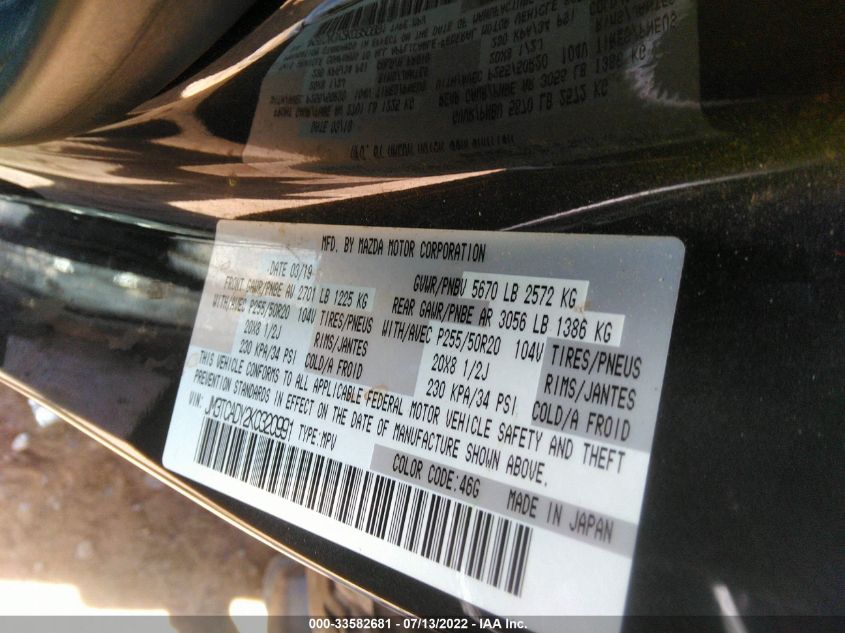 MFD. BY MAZDA MOTOR CORPORATION
DATE 03/19
GVWR/PNBV 5670 LB 2572 KG
FRONT GAWR/PNBE AV 2701 LB 1225 KG
REAR GAWR/PNBE AR 3056 LB 1386 KG
WITH/AVEC P255/50R20 104V TIRES/PNEUS
WITH/AVEC P255/50R20 104V TIRES/PNEUS
20X8 1/2J RIMS/JANTES
20X8 1/2J RIMS/JANTES
230 KPA/34 PSI COLD/A FROID
230 KPA/34 PSI COLD/A FROID
THIS VEHICLE CONFORMS TO ALL APPLICABLE FEDERAL MOTOR VEHICLE SAFETY AND THEFT
PREVENTION STANDARDS IN EFFECT ON THE DATE OF MANUFACTURE SHOWN ABOVE.
VIN: JM3TCADY2K0320991 TYPE:MPV
COLOR CODE:46G
MADE IN JAPAN
000-33582681 - 07/13/2022 - IAA Inc.